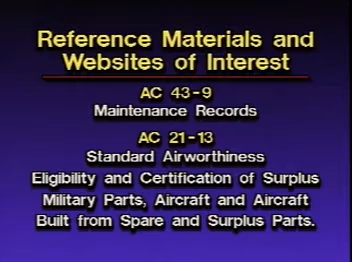 Reference Materials and
Websites of Interest
AC 43-9
Maintenance Records
AC 21-13
Standard Airworthiness
Eligibility and Certification of Surplus
Military Parts, Aircraft and Aircraft
Built from Spare and Surplus Parts.